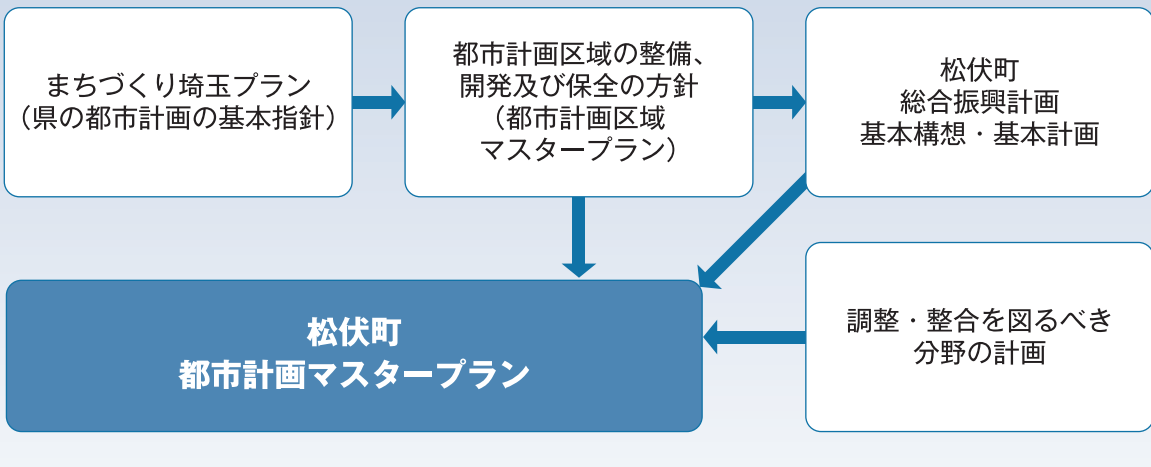 まちづくり埼玉プラン
（県の都市計画の基本指針）
都市計画区域の整備、
開発及び保全の方針
（都市計画区域
マスタープラン）
松伏町
総合振興計画
基本構想・基本計画
松伏町
都市計画マスタープラン
調整・整合を図るべき
分野の計画